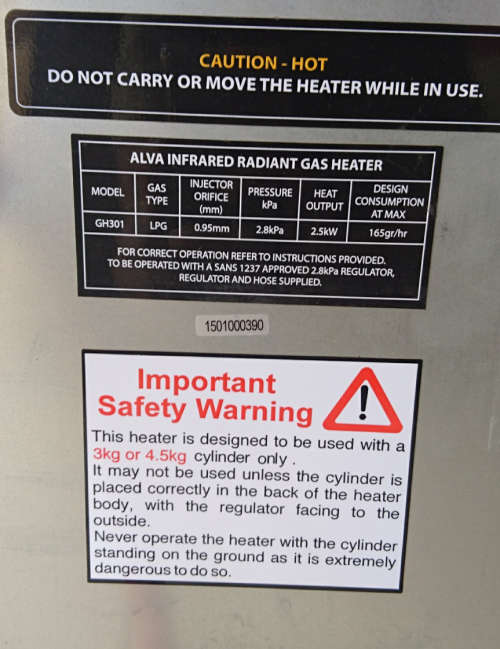 CAUTION - HOT
DO NOT CARRY OR MOVE THE HEATER WHILE IN USE.
ALVA INFRARED RADIANT GAS HEATER
MODEL GAS TYPE INJECTOR ORIFICE (mm) PRESSURE kPa HEAT OUTPUT DESIGN CONSUMPTION AT MAX
GH301 LPG 0.95mm 2.8kPa 2.5kW 165gr/hr
FOR CORRECT OPERATION REFER TO INSTRUCTIONS PROVIDED.
TO BE OPERATED WITH A SANS 1237 APPROVED 2.8kPa REGULATOR,
REGULATOR AND HOSE SUPPLIED.
1501000390
Important
Safety Warning
This heater is designed to be used with a
3kg or 4.5kg cylinder only .
It may not be used unless the cylinder is
placed correctly in the back of the heater
body, with the regulator facing to the
outside.
Never operate the heater with the cylinder
standing on the ground as it is extremely
dangerous to do so.